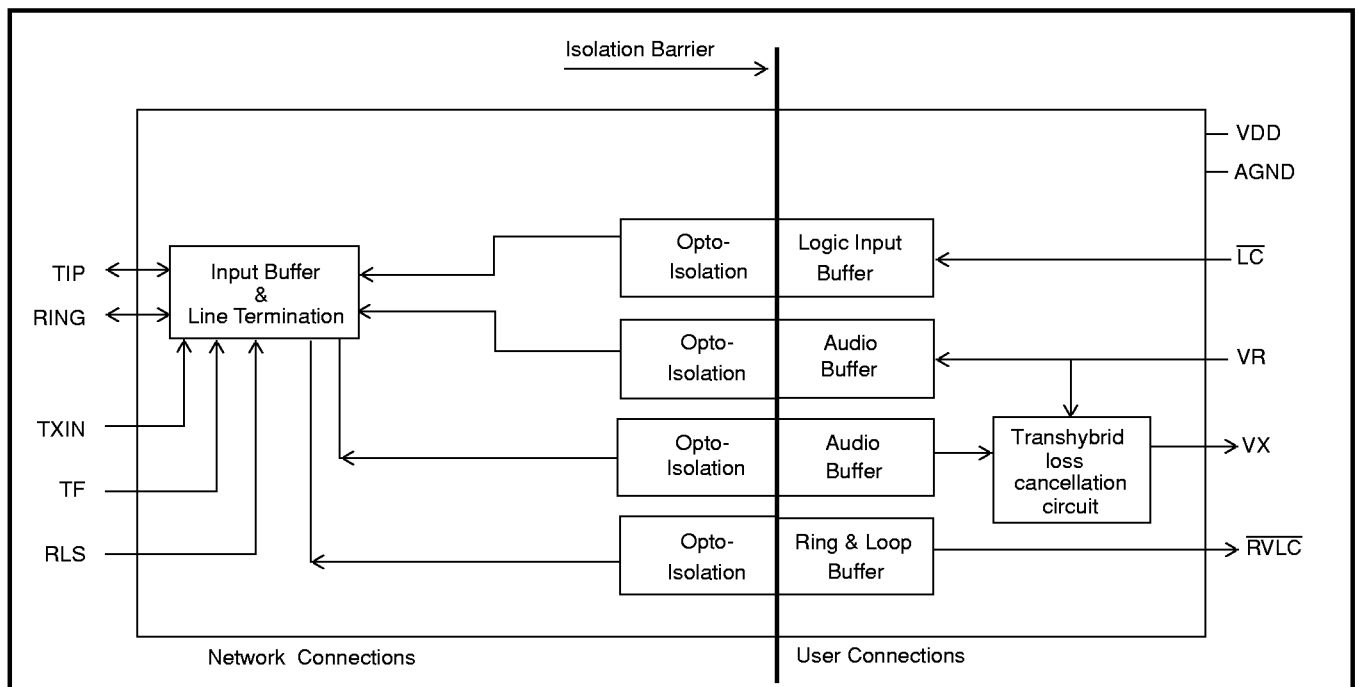 Isolation Barrier
VDD
AGND
Opto-
Isolation
Logic Input
Buffer
LC
TIP
RING
Input Buffer
&
Line Termination
Opto-
Isolation
Audio
Buffer
VR
TXIN
Opto-
Isolation
Audio
Buffer
Transhybrid
loss
cancellation
circuit
VX
TF
RLS
Opto-
Isolation
Ring & Loop
Buffer
RVLC
Network Connections
User Connections